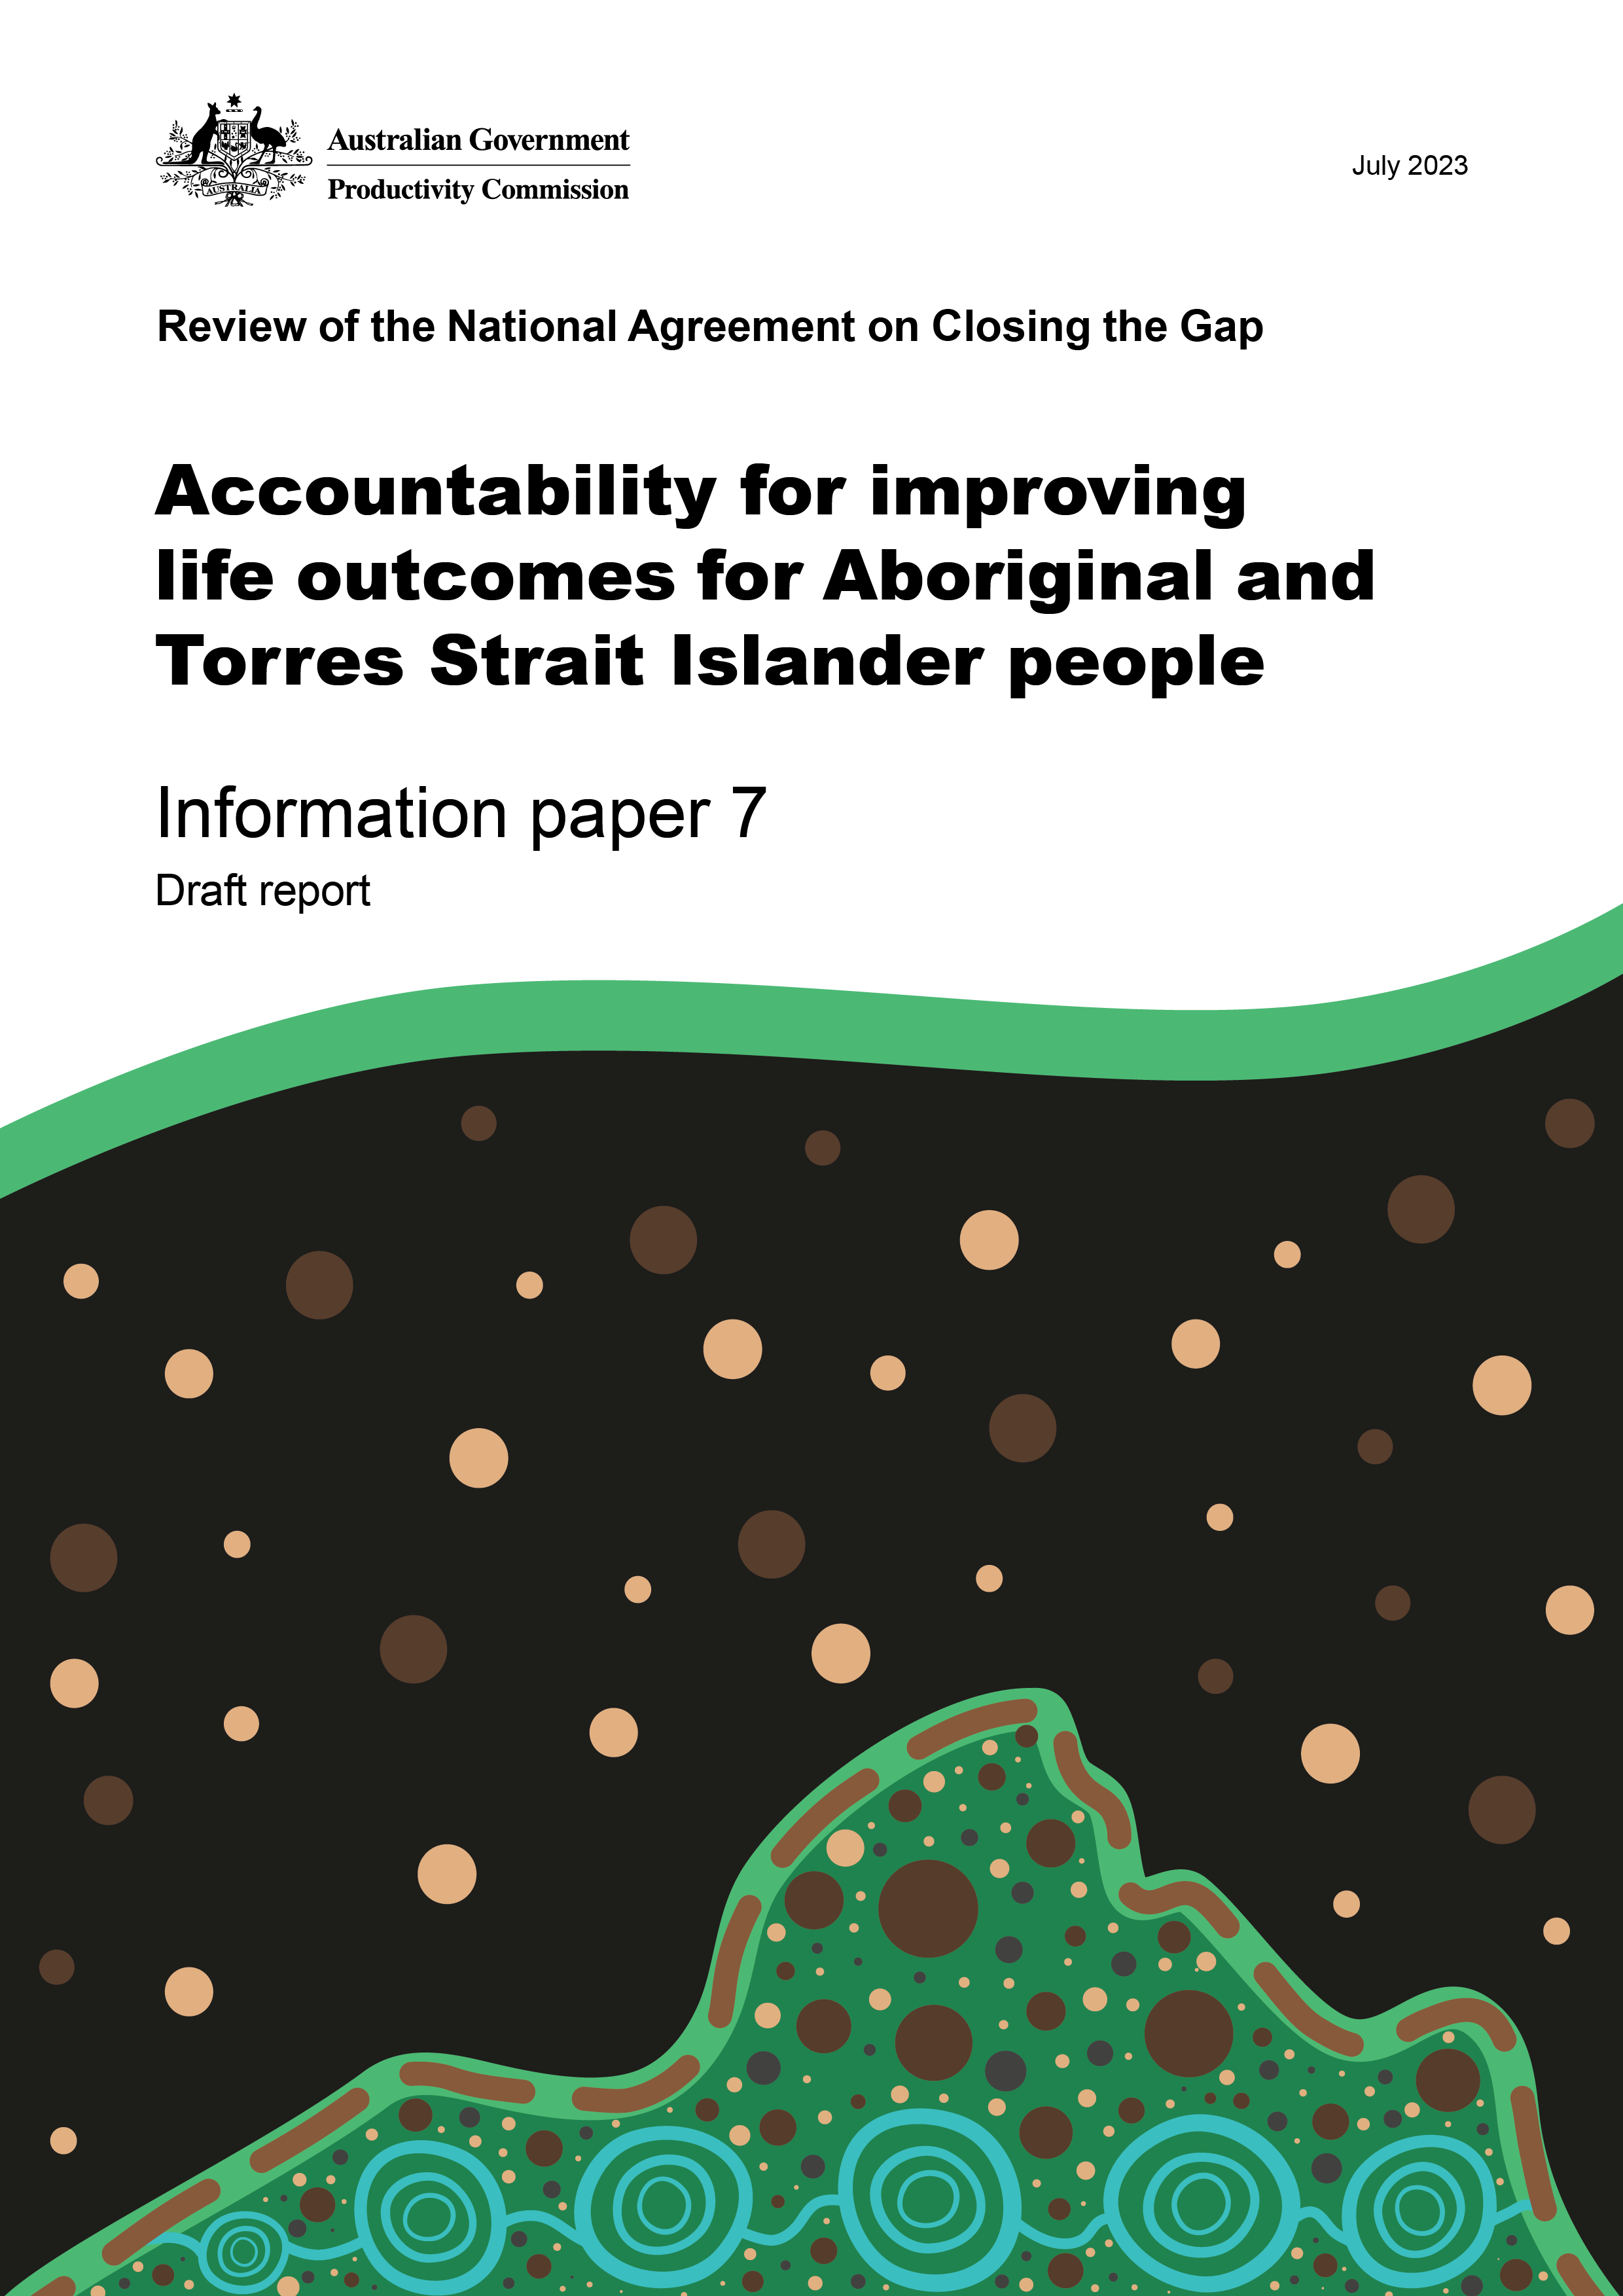 Australian Government
Productivity Commission
AUSTRALIA
July 2023
Review of the National Agreement on Closing the Gap
Accountability for improving
life outcomes for Aboriginal and
Torres Strait Islander people
Information paper 7
Draft report